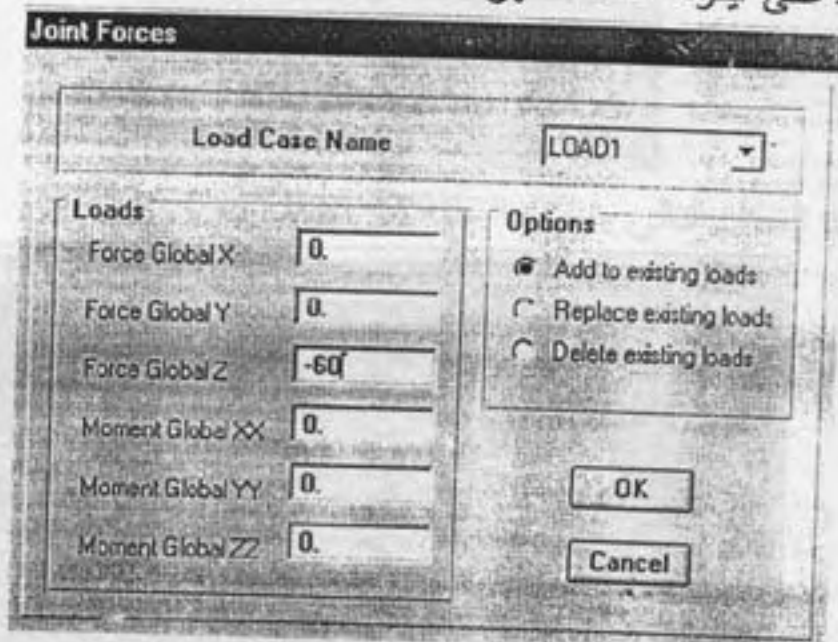 Joint Forces
Load Case Name LOAD1
Loads
Force Global X 0.
Force Global Y 0.
Force Global Z -60
Moment Global XX 0.
Moment Global YY 0.
Moment Global ZZ 0.
Options
Add to existing loads
Replace existing loads
Delete existing loads
OK
Cancel